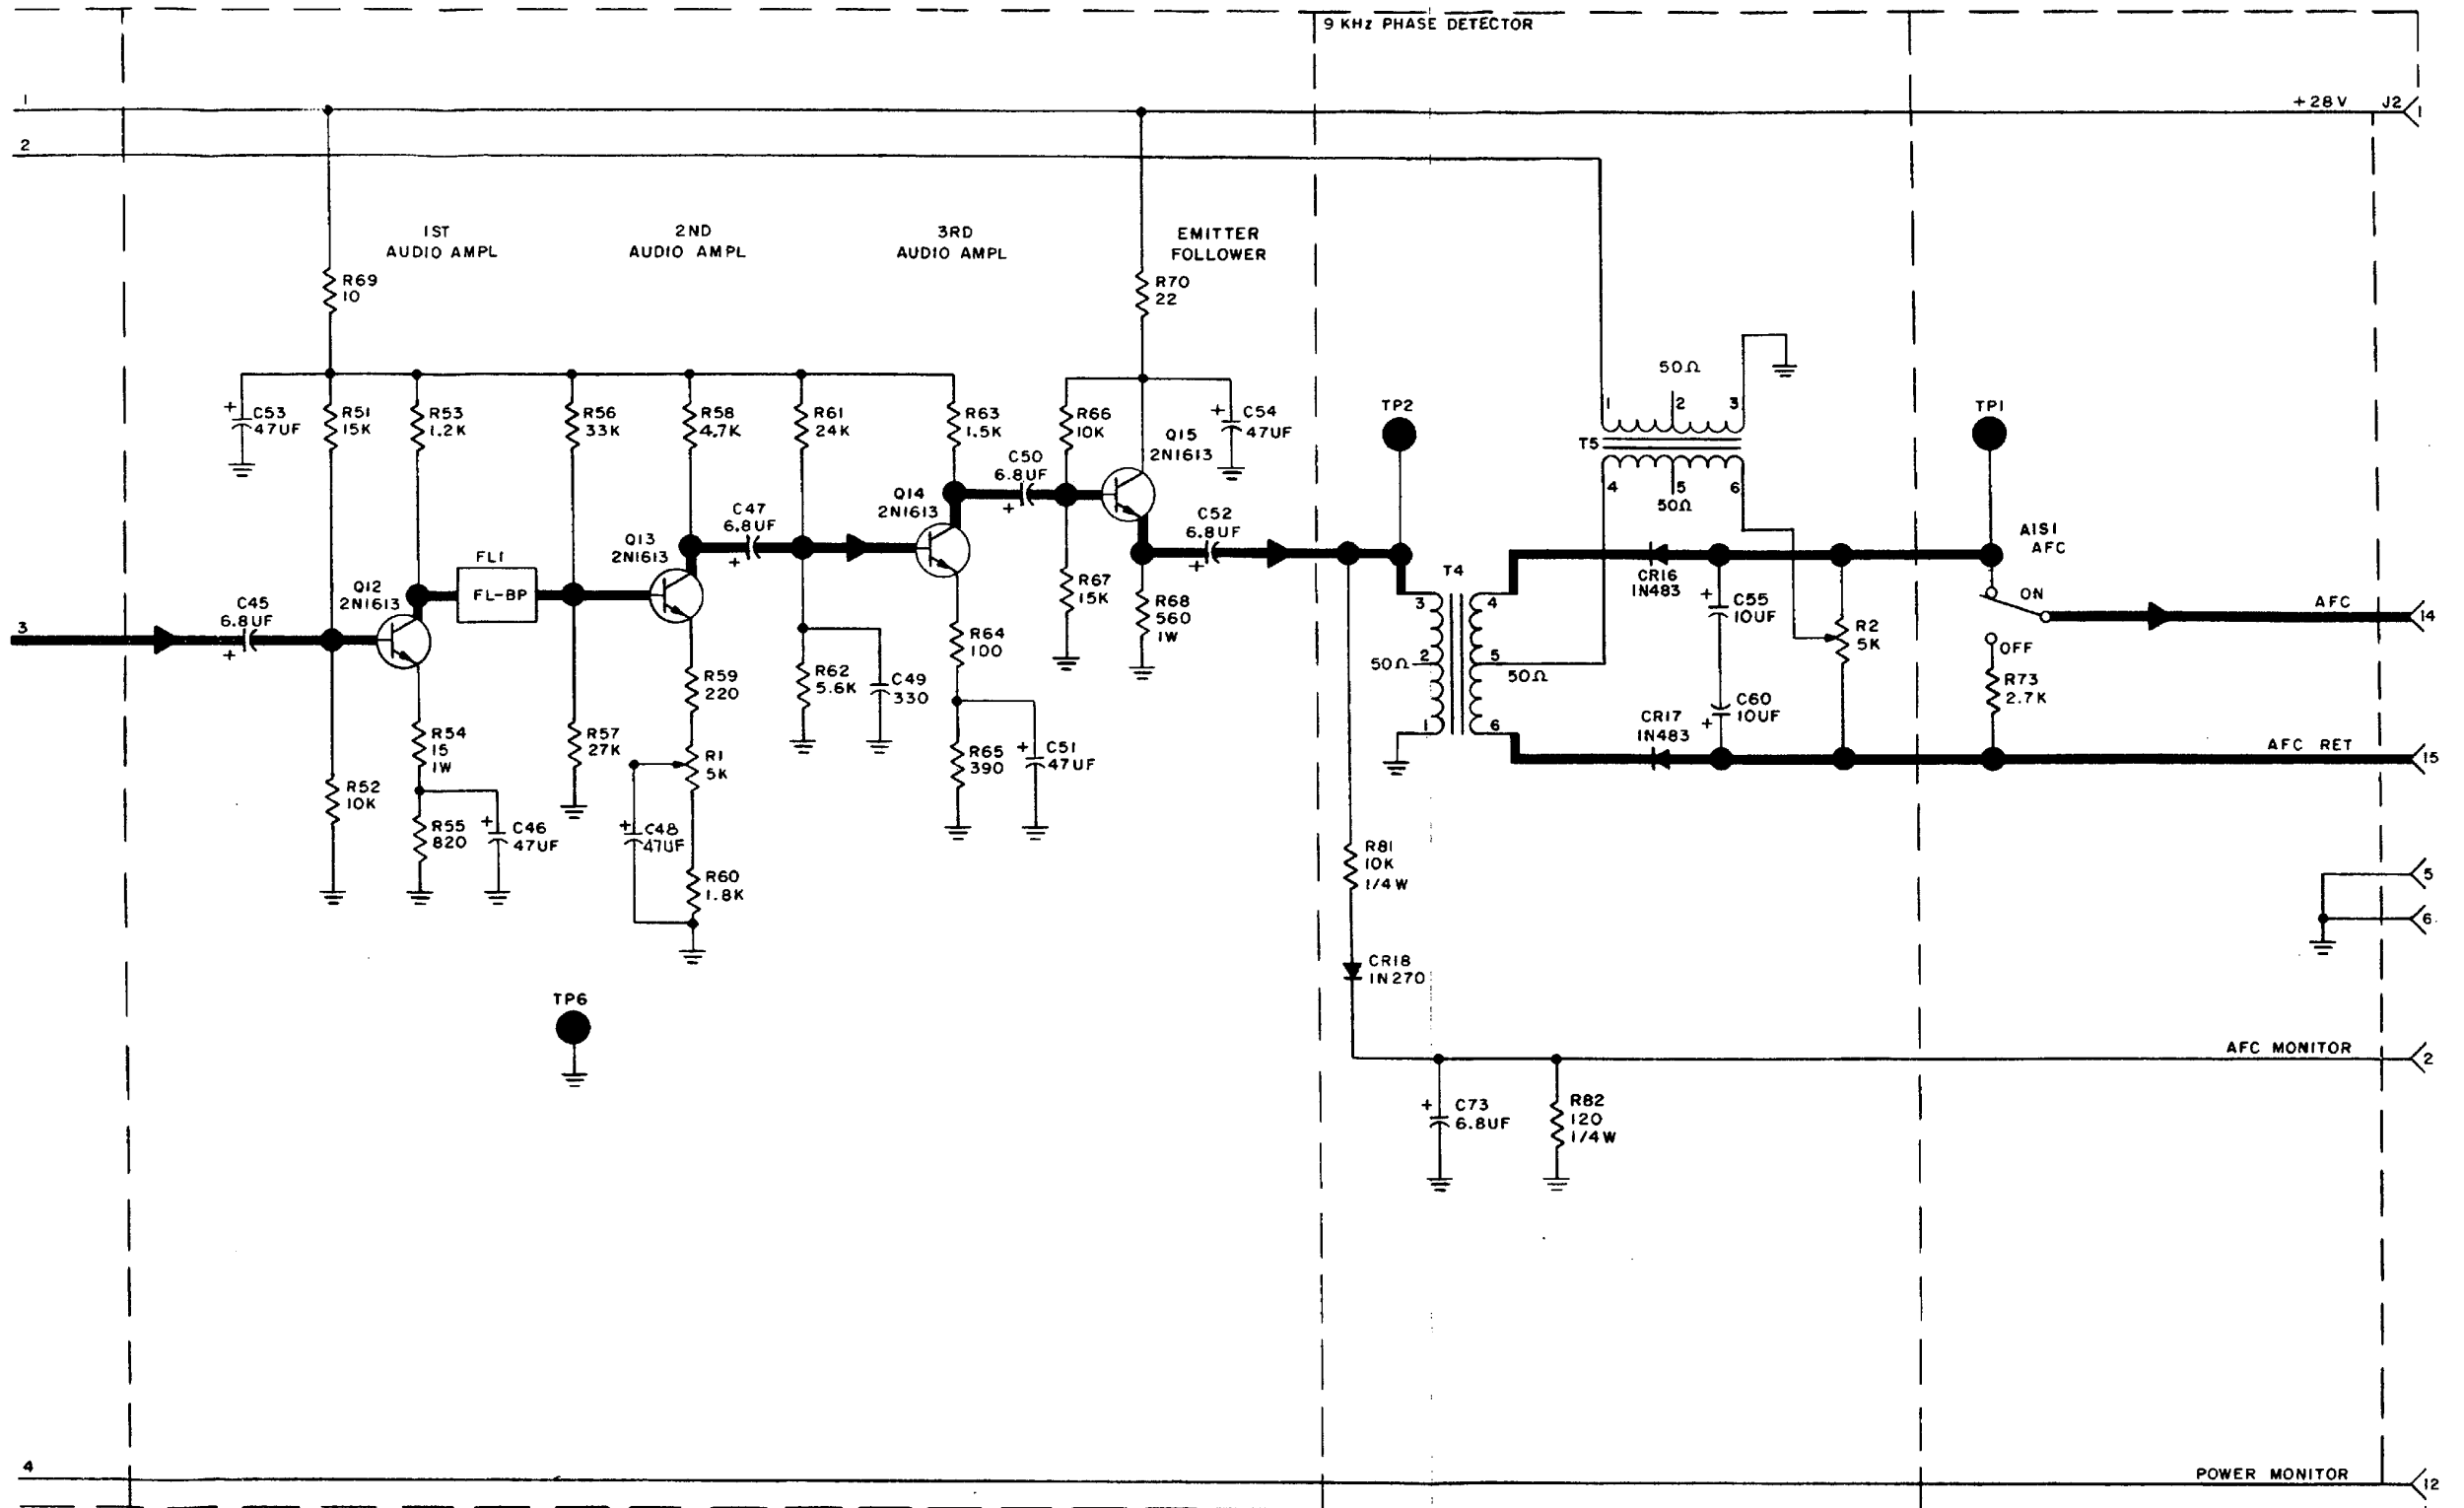 9 KHz PHASE DETECTOR
1
+28V J2
1
2
1ST
AUDIO AMPL
2ND
AUDIO AMPL
3RD
AUDIO AMPL
EMITTER
FOLLOWER
R69
10
R70
22
C53
47UF
R51
15K
R53
1.2K
R56
33K
R58
4.7K
R61
24K
R63
1.5K
R66
10K
C54
47UF
Q15
2N1613
C50
6.8UF
Q14
2N1613
C47
6.8UF
Q13
2N1613
C52
6.8UF
FL1
FL-BP
Q12
2N1613
C45
6.8UF
3
R67
15K
R68
560
1W
R64
100
R59
220
R62
5.6K
C49
330
R54
15
1W
R57
27K
R1
5K
R65
390
C51
47UF
R52
10K
R55
820
C46
47UF
C48
47UF
R60
1.8K
TP6
TP2
50Ω
1 2 3
T5
4 5 6
50Ω
TP1
A1S1
AFC
T4
3 4
50Ω 2 5
50Ω
1 6
CR16
1N483
C55
10UF
R2
5K
C60
10UF
CR17
1N483
ON
OFF
AFC
14
R73
2.7K
AFC RET
15
R81
10K
1/4W
5
6
CR18
1N270
AFC MONITOR
2
C73
6.8UF
R82
120
1/4W
4
POWER MONITOR
12